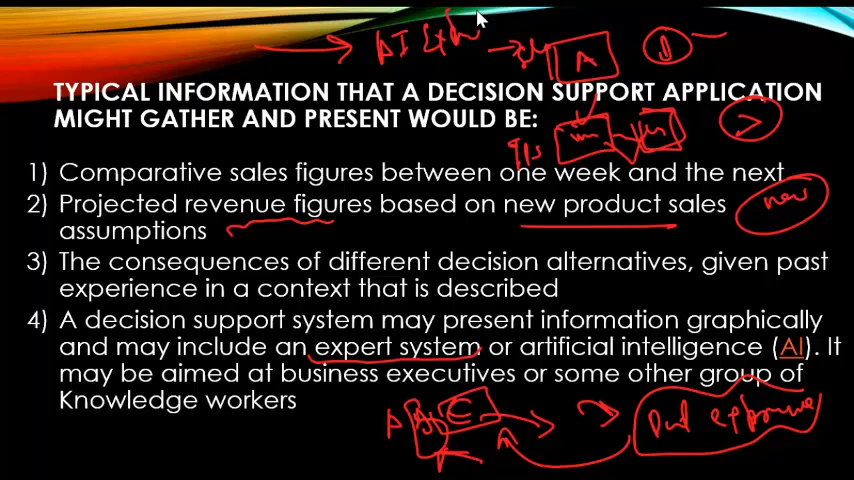 AI
A
TYPICAL INFORMATION THAT A DECISION SUPPORT APPLICATION
MIGHT GATHER AND PRESENT WOULD BE:
1) Comparative sales figures between one week and the next
2) Projected revenue figures based on new product sales
new
assumptions
3) The consequences of different decision alternatives, given past
experience in a context that is described
4) A decision support system may present information graphically
and may include an expert system or artificial intelligence (AI). It
may be aimed at business executives or some other group of
Knowledge workers